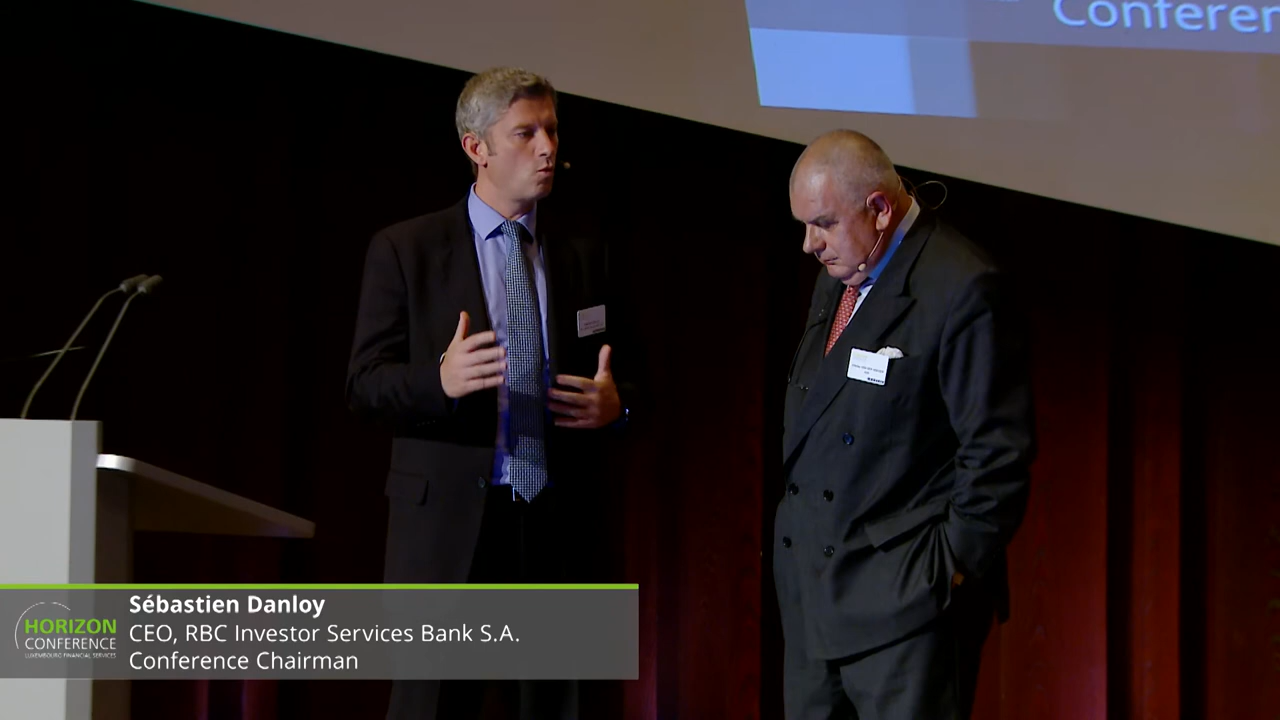 Conferen
Sébastien Danloy
CEO, RBC Investor Services Bank S.A.
Conference Chairman
HORIZON
CONFERENCE
LUXEMBOURG FINANCIAL SERVICES